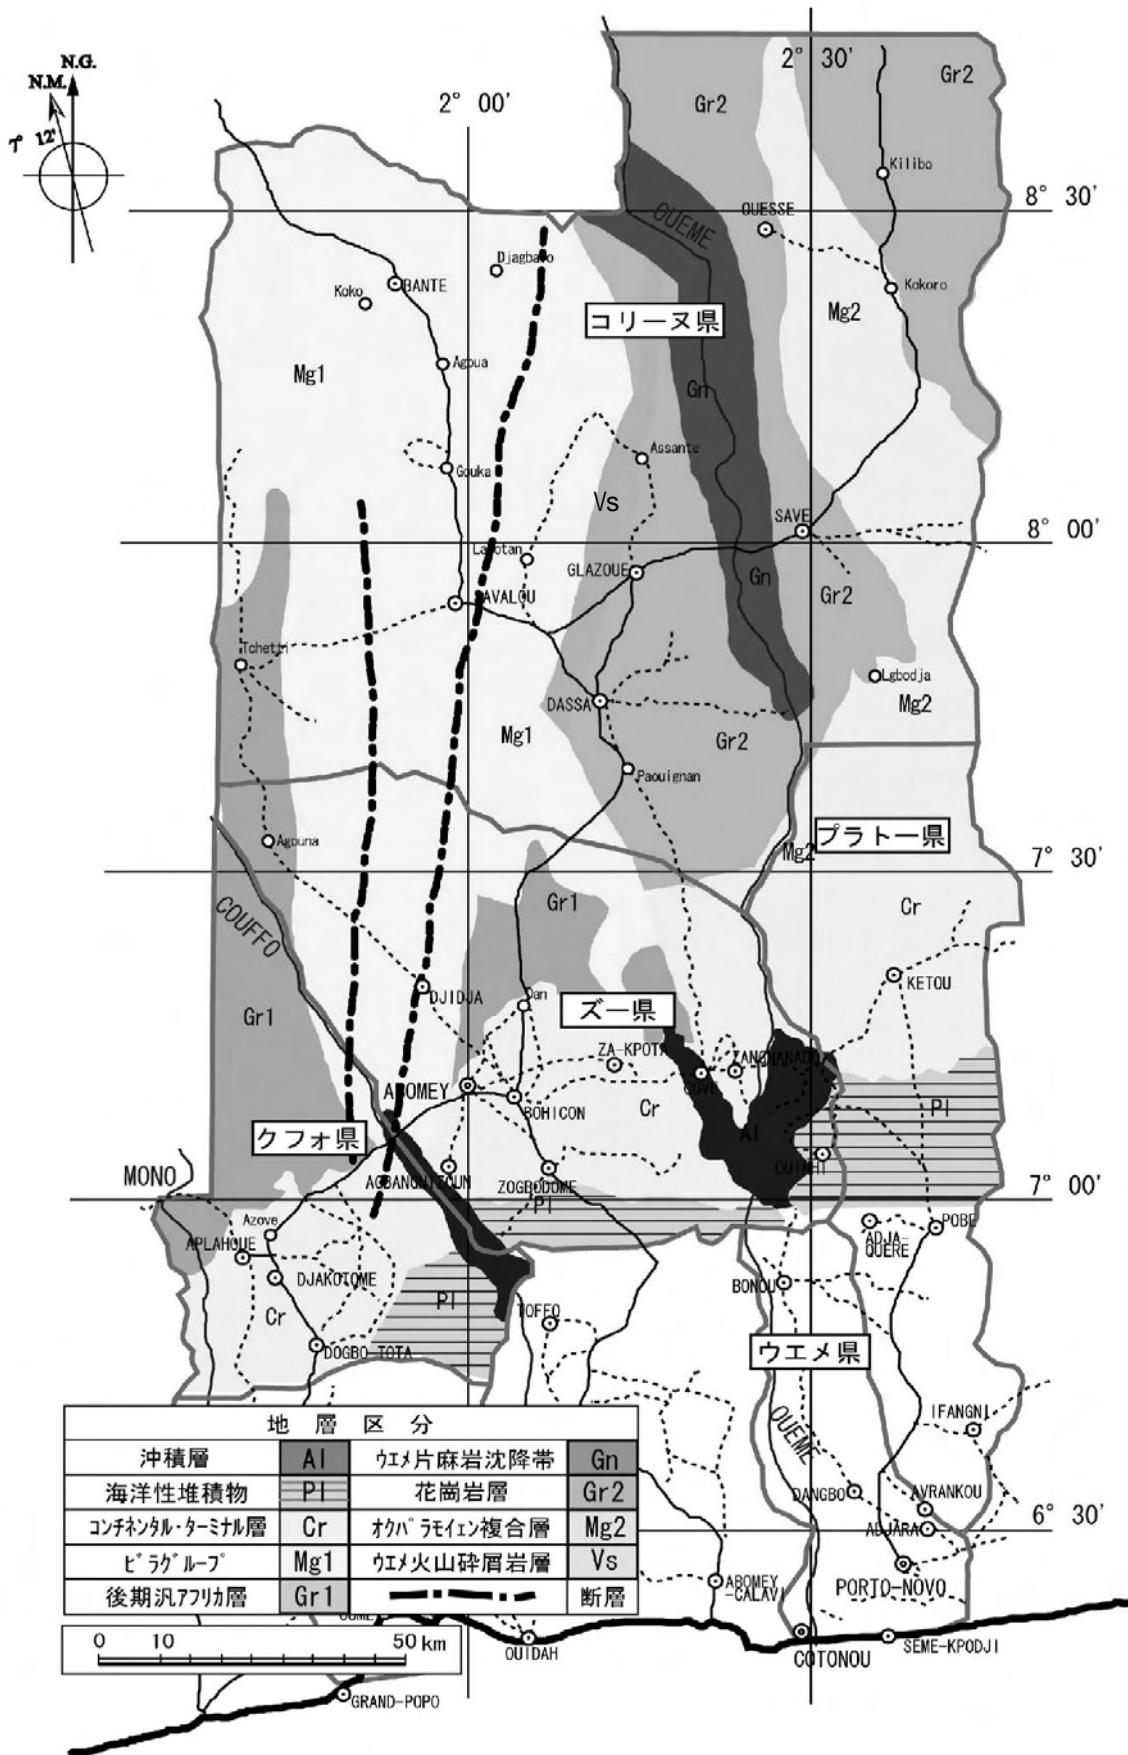 N.G.
N.M.
7° 12'
2° 00'
2° 30'
Gr2
Gr2
Kilibo
8° 30'
OUEME
OUESSE
Djagbalo
BANTE
Koko
Kokoro
コリーヌ県
Mg2
Agoua
Mg1
Gn
Assante
Gouka
Vs
SAVE
8° 00'
GLAZOUE
Gn
Gr2
AVALOU
Tchetti
Lgbodja
DASSA
Mg2
Mg1
Gr2
Paouignan
プラトー県
Agouna
Mg2
7° 30'
Gr1
Cr
COUFFO
KETOU
DJIDJA
Dan
ズー県
Gr1
ZA-KPOTA
COVE
ABOMEY
BOHICON
Cr
Pl
クフォ県
Al
OUINHI
MONO
AGBANGNIZOUN
ZOGBODOME
Pl
7° 00'
Azove
ADJA-
QUERE
POBE
APLAHOUE
DJAKOTOME
BONOU
Pl
Cr
TOFFO
DOGBO TOTA
ウエメ県
IFANGNI
OUEME
DANGBO
AVRANKOU
ADJARA
6° 30'
ABOMEY
-CALAVI
PORTO-NOVO
地 層 区 分
沖積層 Al ウエメ片麻岩沈降帯 Gn
海洋性堆積物 Pl 花崗岩層 Gr2
コンチネンタル・ターミナル層 Cr オクパラモイェン複合層 Mg2
ビラグループ Mg1 ウエメ火山砕屑岩層 Vs
後期汎アフリカ層 Gr1 断層
0 10 50 km
OUIDAH
COTONOU
SEME-KPODJI
GRAND-POPO